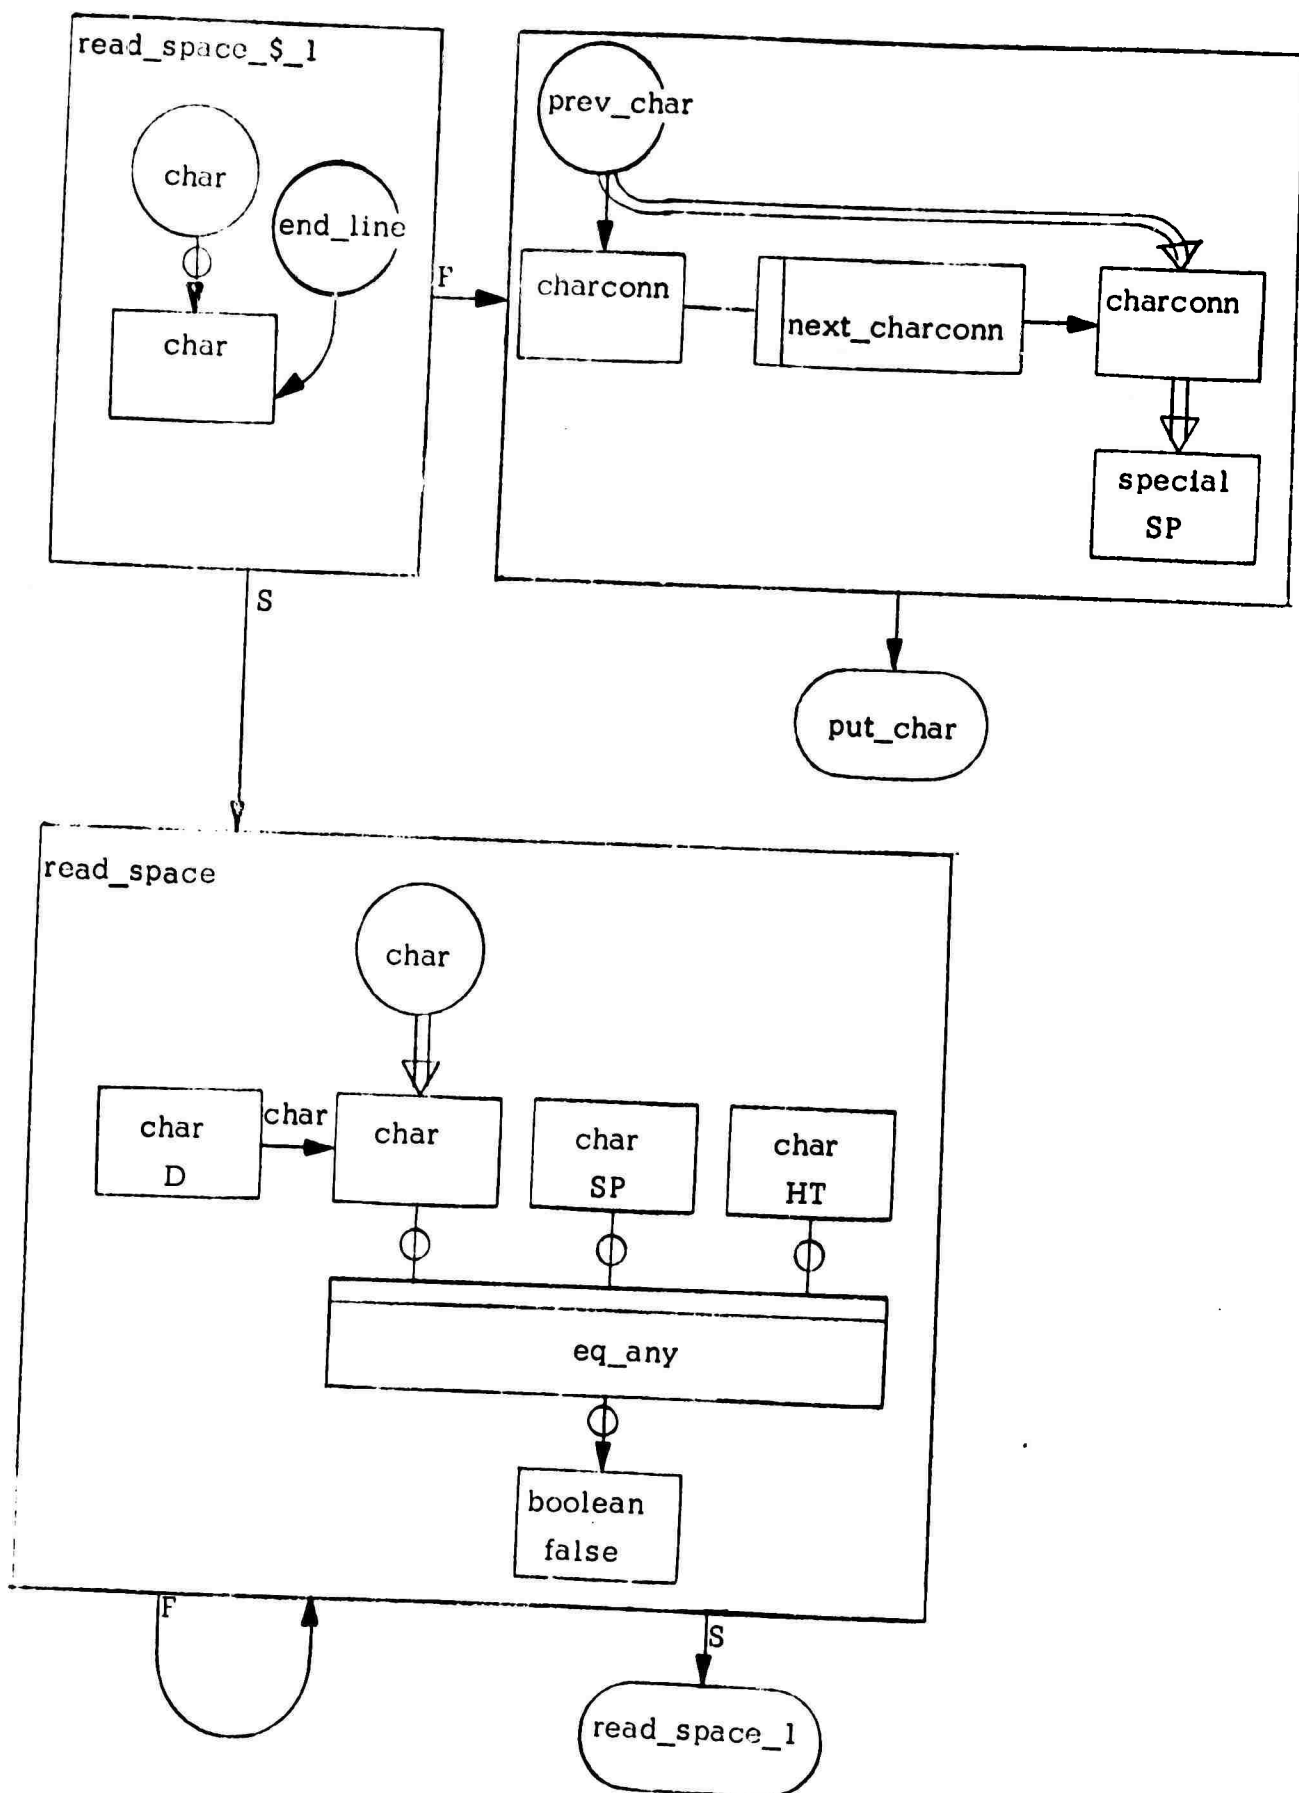 read_space_$_1
char
end_line
char
F
prev_char
charconn
next_charconn
charconn
special
SP
S
put_char
read_space
char
char
D
char
char
char
SP
char
HT
eq_any
boolean
false
F
S
read_space_1